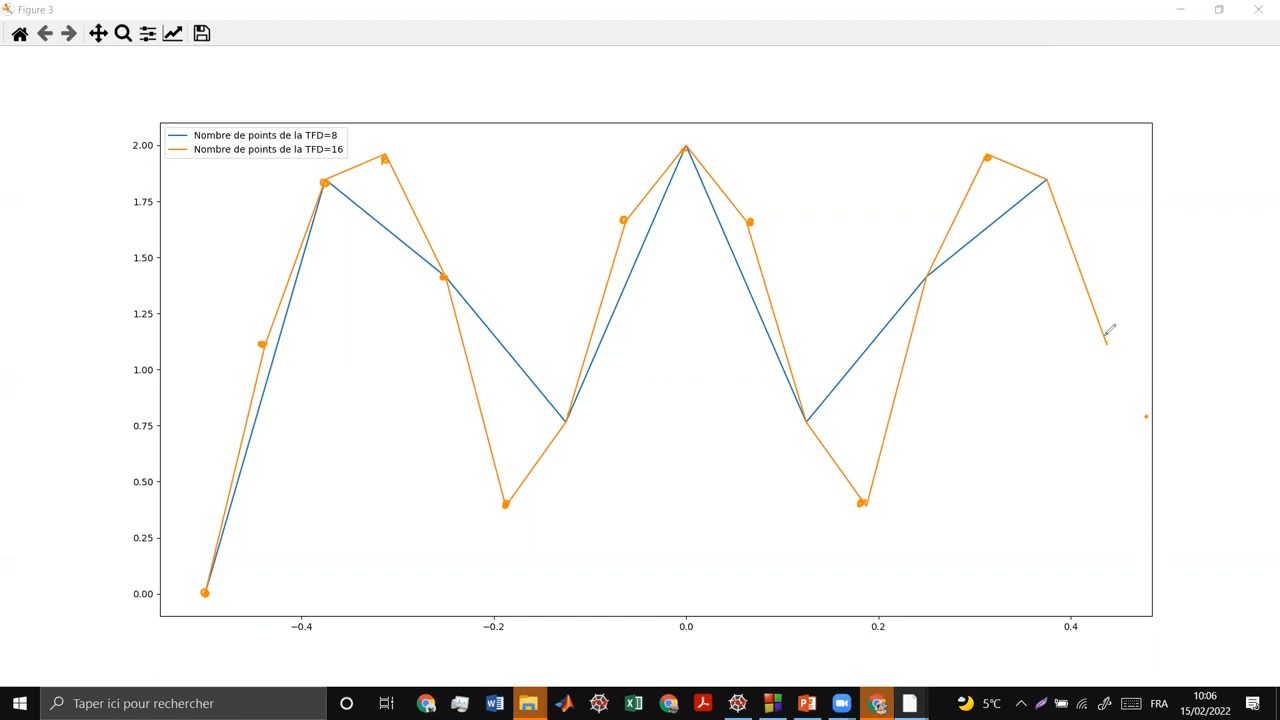 Figure 3
Nombre de points de la TFD=8
Nombre de points de la TFD=16
2.00
1.75
1.50
1.25
1.00
0.75
0.50
0.25
0.00
−0.4
−0.2
0.0
0.2
0.4
Taper ici pour rechercher
5°C
FRA
10:06
15/02/2022